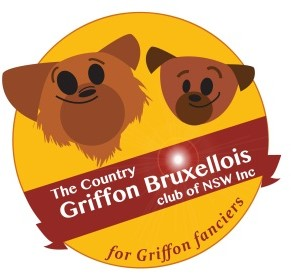 The Country
Griffon Bruxellois
club of NSW Inc
for Griffon fanciers